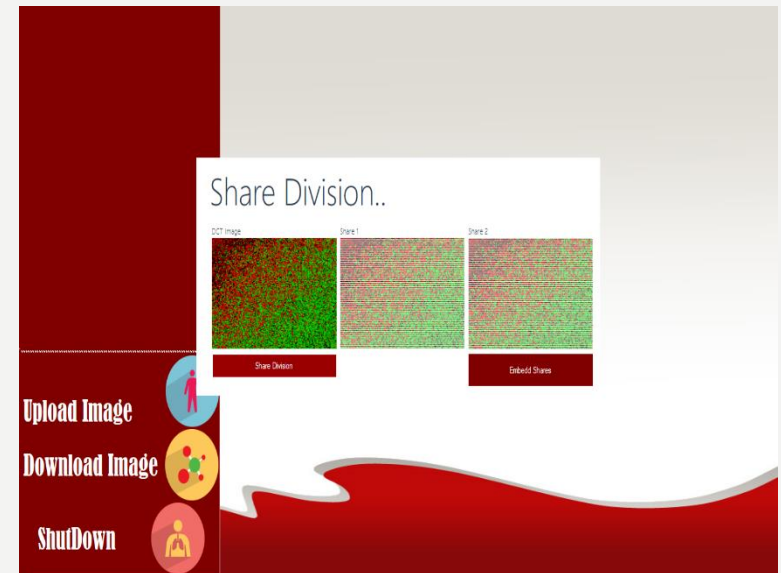 Share Division..
DCT Image Share 1 Share 2
Share Division Embedd Shares
Upload Image
Download Image
ShutDown